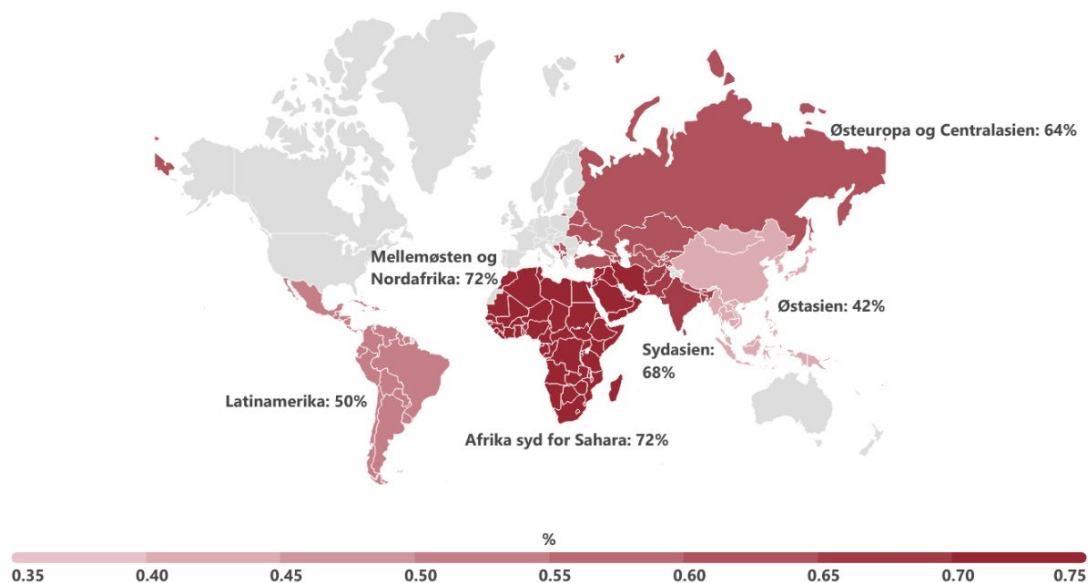 Østeuropa og Centralasien: 64%
Mellemøsten og
Nordafrika: 72%
Østasien: 42%
Sydasien:
68%
Latinamerika: 50%
Afrika syd for Sahara: 72%
%
0.35 0.40 0.45 0.50 0.55 0.60 0.65 0.70 0.75